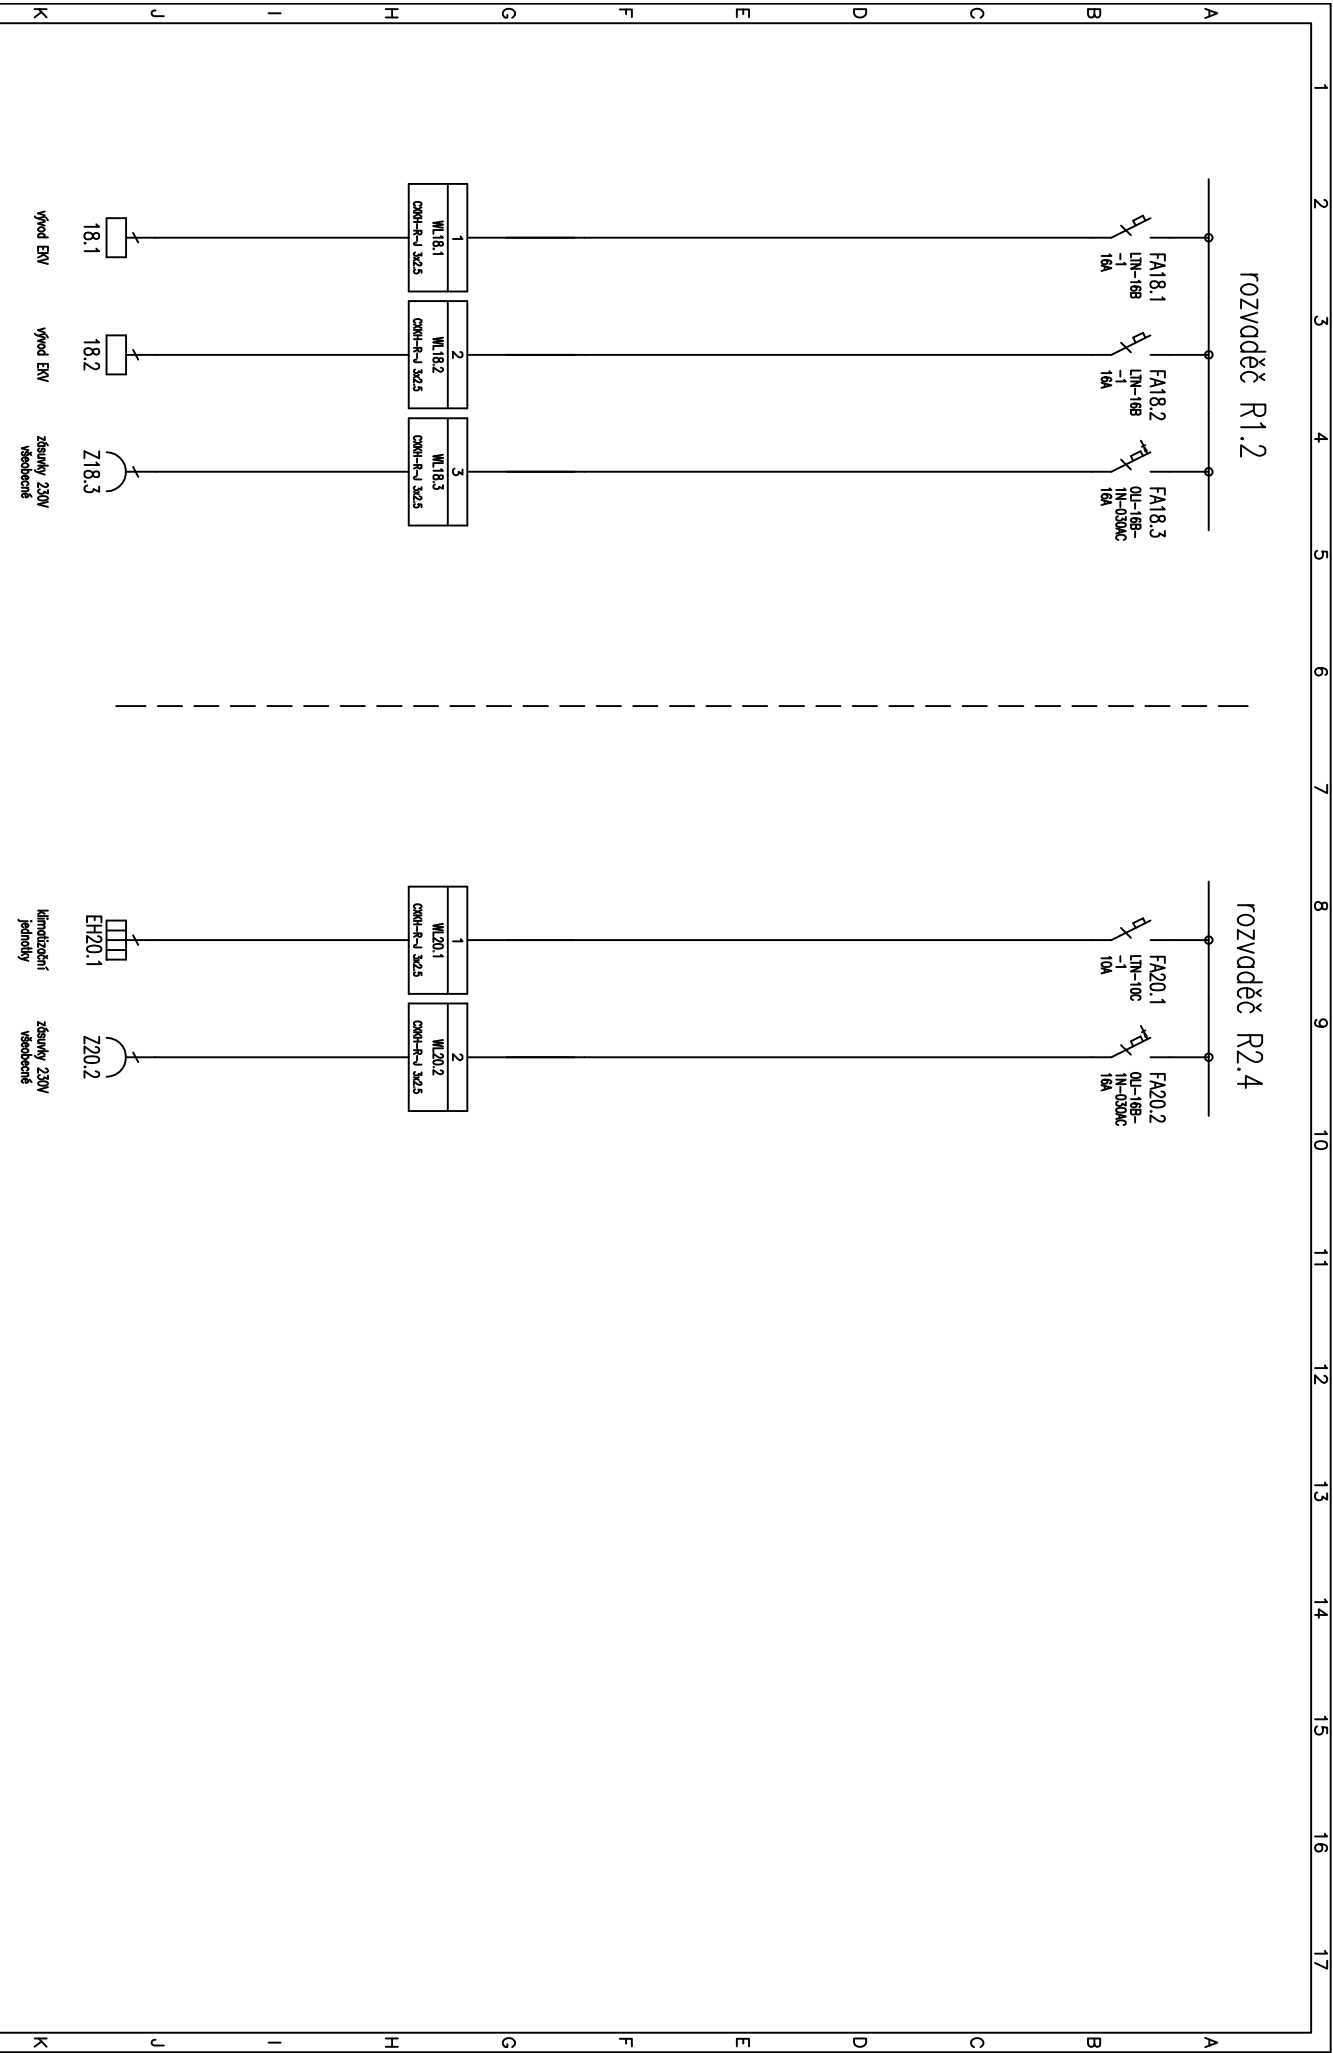 1 2 3 4 5 6 7 8 9 10 11 12 13 14 15 16 17
A A
rozvaděč R1.2 rozvaděč R2.4
FA18.1
LTN-16B
-1
16A
FA18.2
LTN-16B
-1
16A
FA18.3
OLI-16B-
1N-030AC
16A
FA20.1
LTN-10C
-1
10A
FA20.2
OLI-16B-
1N-030AC
16A
B B
C C
D D
E E
F F
G G
1
WL18.1
CXKH-R-J 3x2.5
2
WL18.2
CXKH-R-J 3x2.5
3
WL18.3
CXKH-R-J 3x2.5
1
WL20.1
CXKH-R-J 3x2.5
2
WL20.2
CXKH-R-J 3x2.5
H H
I I
J J
18.1 18.2 Z18.3 EH20.1 Z20.2
K K
vývod EKV
vývod EKV
zásuvky 230V
všeobecné
klimatizační
jednotky
zásuvky 230V
všeobecné